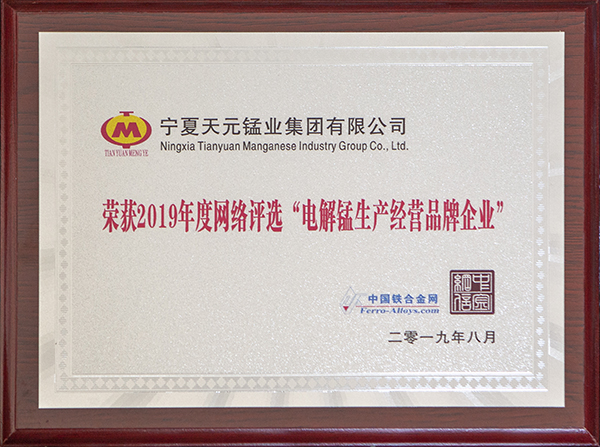 宁夏天元锰业集团有限公司
Ningxia Tianyuan Manganese Industry Group Co., Ltd.
TIAN YUAN MENG YE
荣获2019年度网络评选“电解锰生产经营品牌企业”
中国铁合金网
Ferro-Alloys.com
二零一九年八月